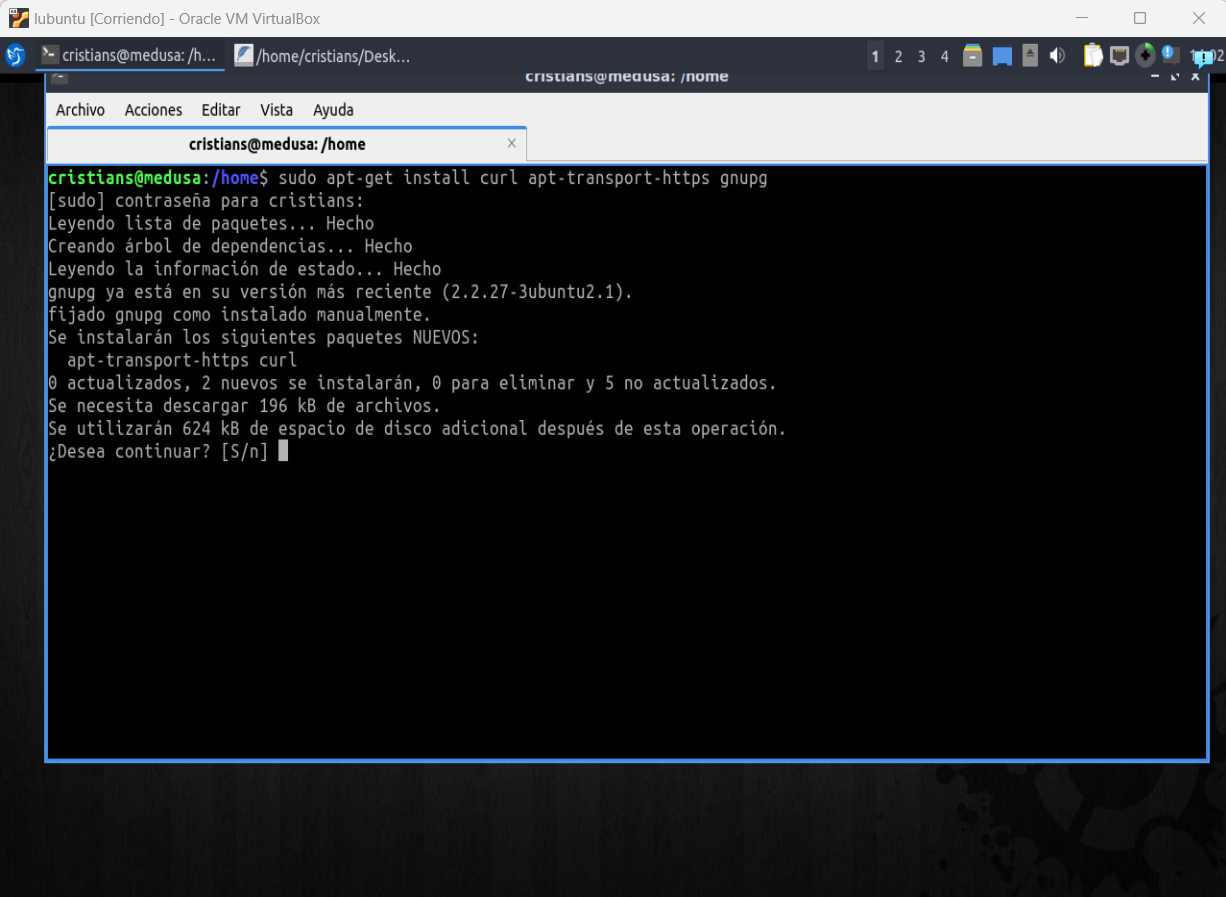 lubuntu [Corriendo] - Oracle VM VirtualBox
cristians@medusa: /h...
/home/cristians/Desk...
1 2 3 4
cristians@medusa: /home
Archivo Acciones Editar Vista Ayuda
cristians@medusa: /home
cristians@medusa:/home$ sudo apt-get install curl apt-transport-https gnupg
[sudo] contraseña para cristians:
Leyendo lista de paquetes... Hecho
Creando árbol de dependencias... Hecho
Leyendo la información de estado... Hecho
gnupg ya está en su versión más reciente (2.2.27-3ubuntu2.1).
fijado gnupg como instalado manualmente.
Se instalarán los siguientes paquetes NUEVOS:
  apt-transport-https curl
0 actualizados, 2 nuevos se instalarán, 0 para eliminar y 5 no actualizados.
Se necesita descargar 196 kB de archivos.
Se utilizarán 624 kB de espacio de disco adicional después de esta operación.
¿Desea continuar? [S/n]